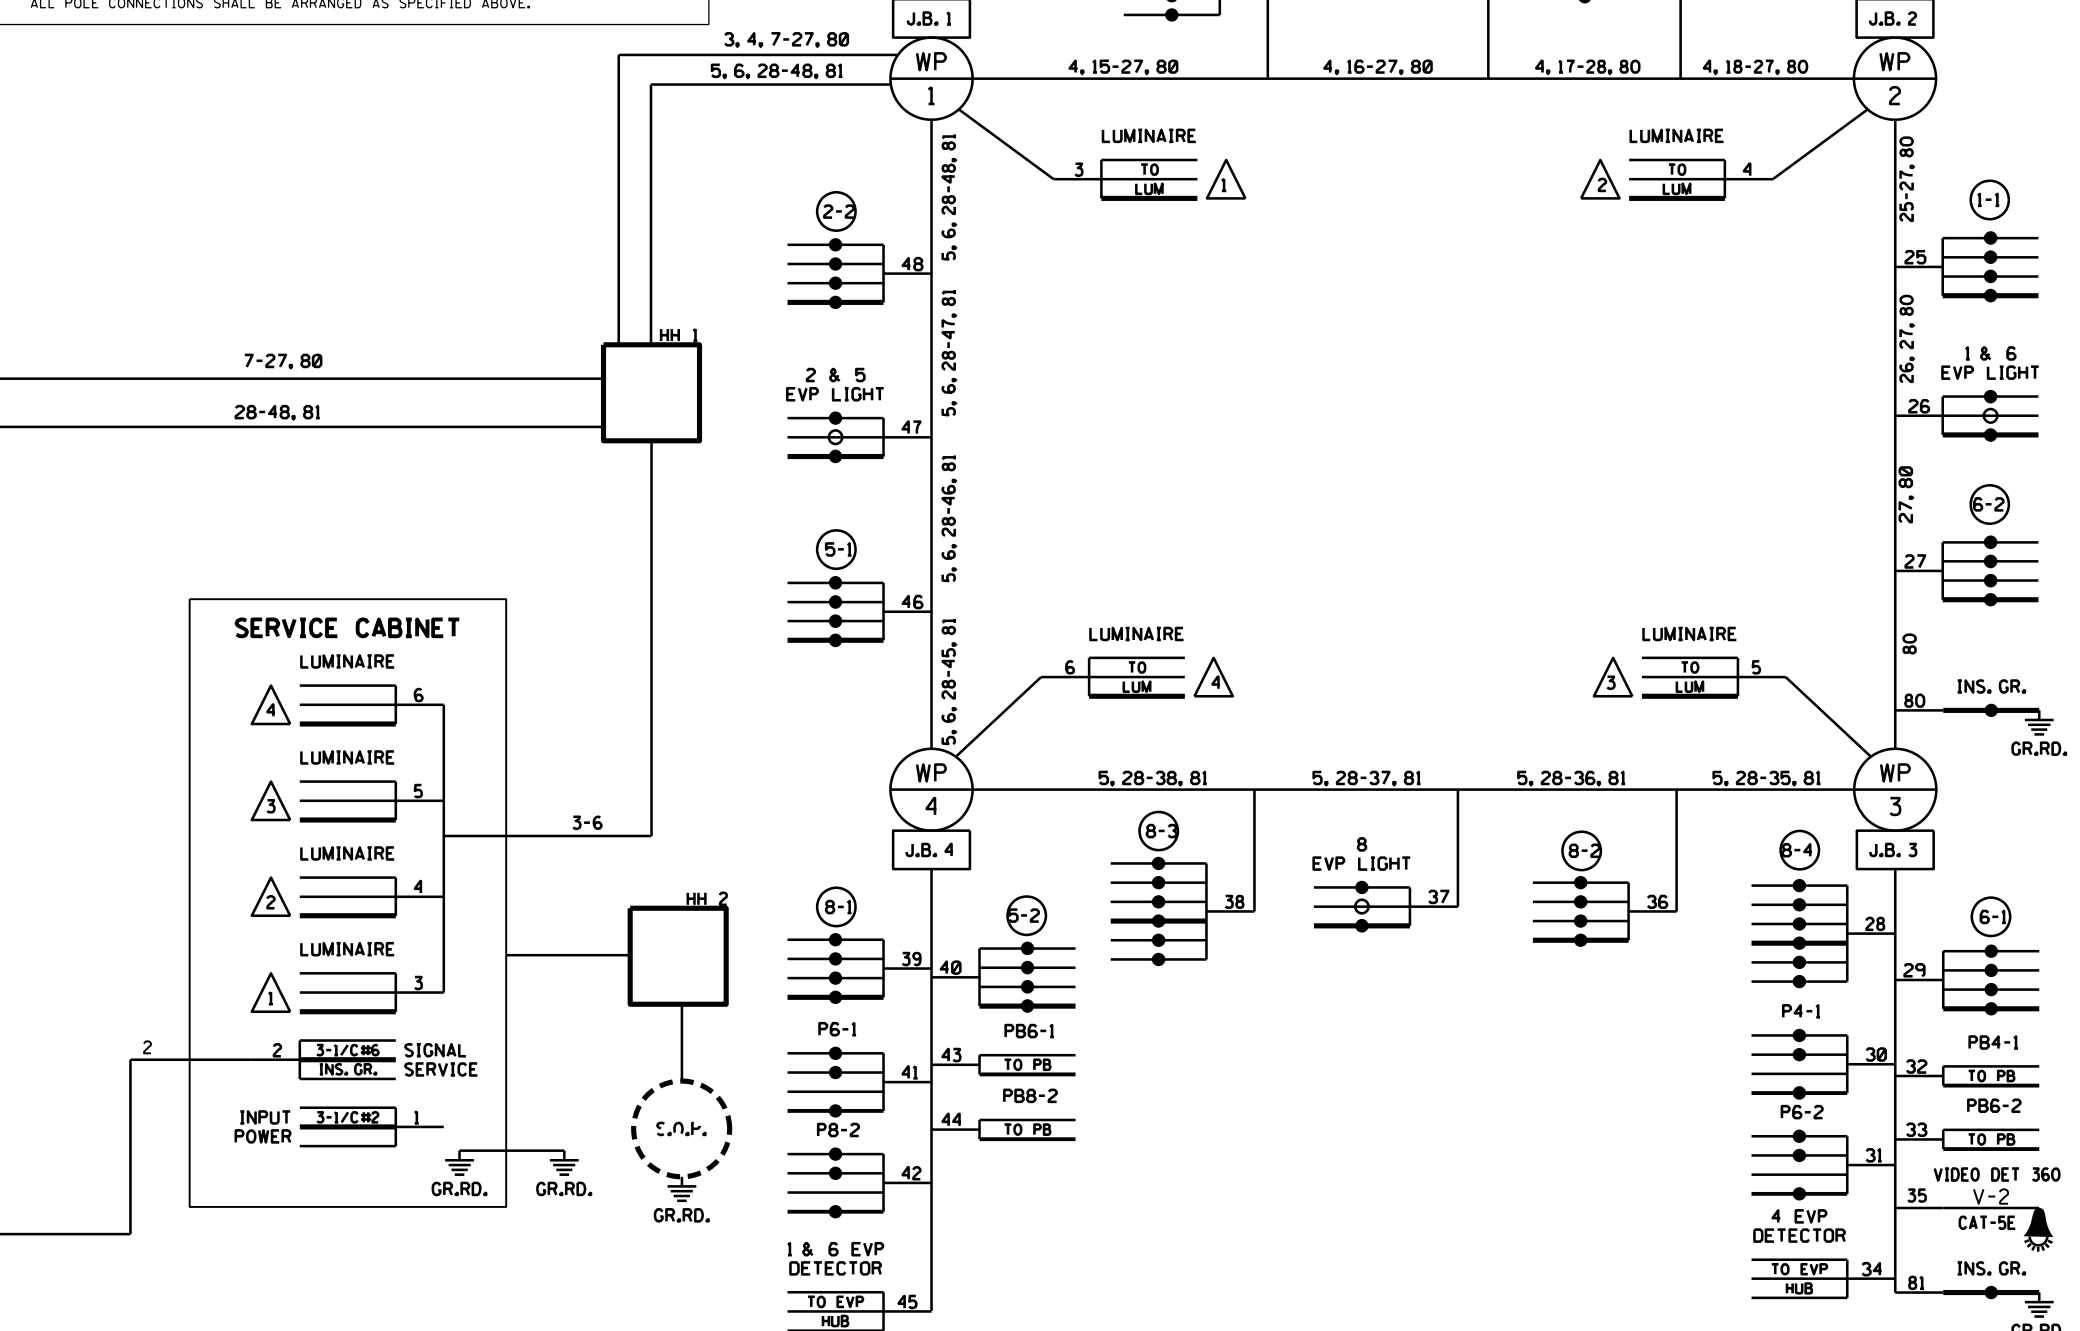 ALL POLE CONNECTIONS SHALL BE ARRANGED AS SPECIFIED ABOVE.
J.B. 1
J.B. 2
3, 4, 7-27, 80
5, 6, 28-48, 81
WP
1
4, 15-27, 80
4, 16-27, 80
4, 17-28, 80
4, 18-27, 80
WP
2
LUMINAIRE
3
TO
LUM
1
LUMINAIRE
2
TO
LUM
4
5, 6, 28-48, 81
25-27, 80
2-2
48
1-1
25
5, 6, 28-47, 81
26, 27, 80
HH 1
7-27, 80
28-48, 81
2 & 5
EVP LIGHT
47
1 & 6
EVP LIGHT
26
5, 6, 28-46, 81
27, 80
5-1
46
6-2
27
5, 6, 28-45, 81
80
SERVICE CABINET
LUMINAIRE
4
6
LUMINAIRE
3
5
3-6
LUMINAIRE
2
4
LUMINAIRE
1
3
2
2
3-1/C#6
INS. GR.
SIGNAL
SERVICE
INPUT
POWER
3-1/C#2
1
GR.RD.
GR.RD.
HH 2
GR.RD.
LUMINAIRE
6
TO
LUM
4
LUMINAIRE
3
TO
LUM
5
80
INS. GR.
GR.RD.
WP
4
J.B. 4
5, 28-38, 81
5, 28-37, 81
5, 28-36, 81
5, 28-35, 81
WP
3
J.B. 3
8-3
38
8
EVP LIGHT
37
8-2
36
8-1
39
40
5-2
P6-1
41
PB6-1
43
TO PB
PB8-2
44
TO PB
P8-2
42
1 & 6 EVP
DETECTOR
TO EVP
HUB
45
8-4
28
6-1
29
P4-1
30
PB4-1
32
TO PB
P6-2
31
PB6-2
33
TO PB
VIDEO DET 360
35
V-2
CAT-5E
4 EVP
DETECTOR
TO EVP
HUB
34
INS. GR.
81
GR.RD.